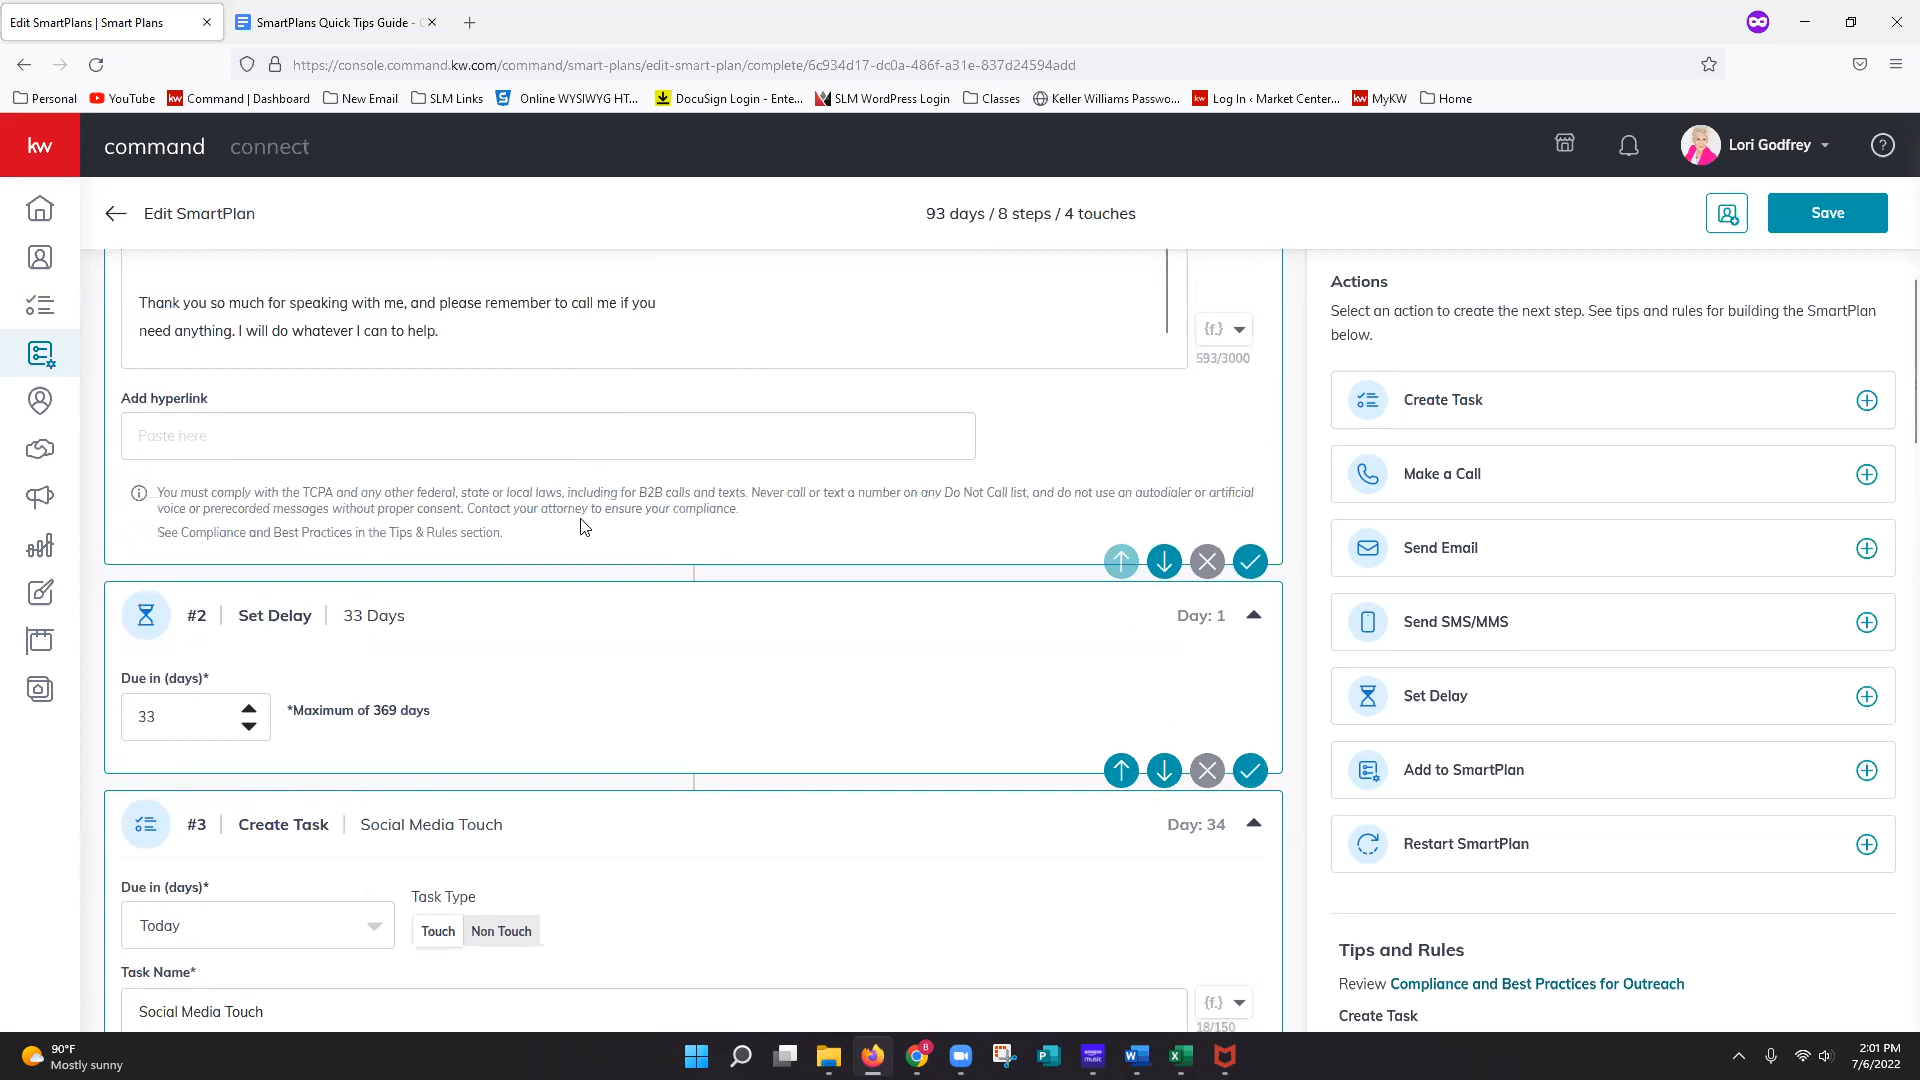 Edit SmartPlans | Smart Plans
SmartPlans Quick Tips Guide -
https://console.command.kw.com/command/smart-plans/edit-smart-plan/complete/6c934d17-dc0a-486f-a31e-837d24594add
Personal
YouTube
kw Command | Dashboard
New Email
SLM Links
Online WYSIWYG HT...
DocuSign Login - Ente...
SLM WordPress Login
Classes
Keller Williams Passwo...
kw Log In ‹ Market Center...
kw MyKW
Home
kw
command
connect
Lori Godfrey
?
Edit SmartPlan
93 days / 8 steps / 4 touches
Save
Thank you so much for speaking with me, and please remember to call me if you
need anything. I will do whatever I can to help.
{f.}
593/3000
Add hyperlink
Paste here
You must comply with the TCPA and any other federal, state or local laws, including for B2B calls and texts. Never call or text a number on any Do Not Call list, and do not use an autodialer or artificial
voice or prerecorded messages without proper consent. Contact your attorney to ensure your compliance.
See Compliance and Best Practices in the Tips & Rules section.
#2 | Set Delay | 33 Days
Day: 1
Due in (days)*
33
*Maximum of 369 days
#3 | Create Task | Social Media Touch
Day: 34
Due in (days)*
Today
Task Type
Touch
Non Touch
Task Name*
Social Media Touch
{f.}
18/150
Actions
Select an action to create the next step. See tips and rules for building the SmartPlan
below.
Create Task
Make a Call
Send Email
Send SMS/MMS
Set Delay
Add to SmartPlan
Restart SmartPlan
Tips and Rules
Review Compliance and Best Practices for Outreach
Create Task
90°F
Mostly sunny
2:01 PM
7/6/2022